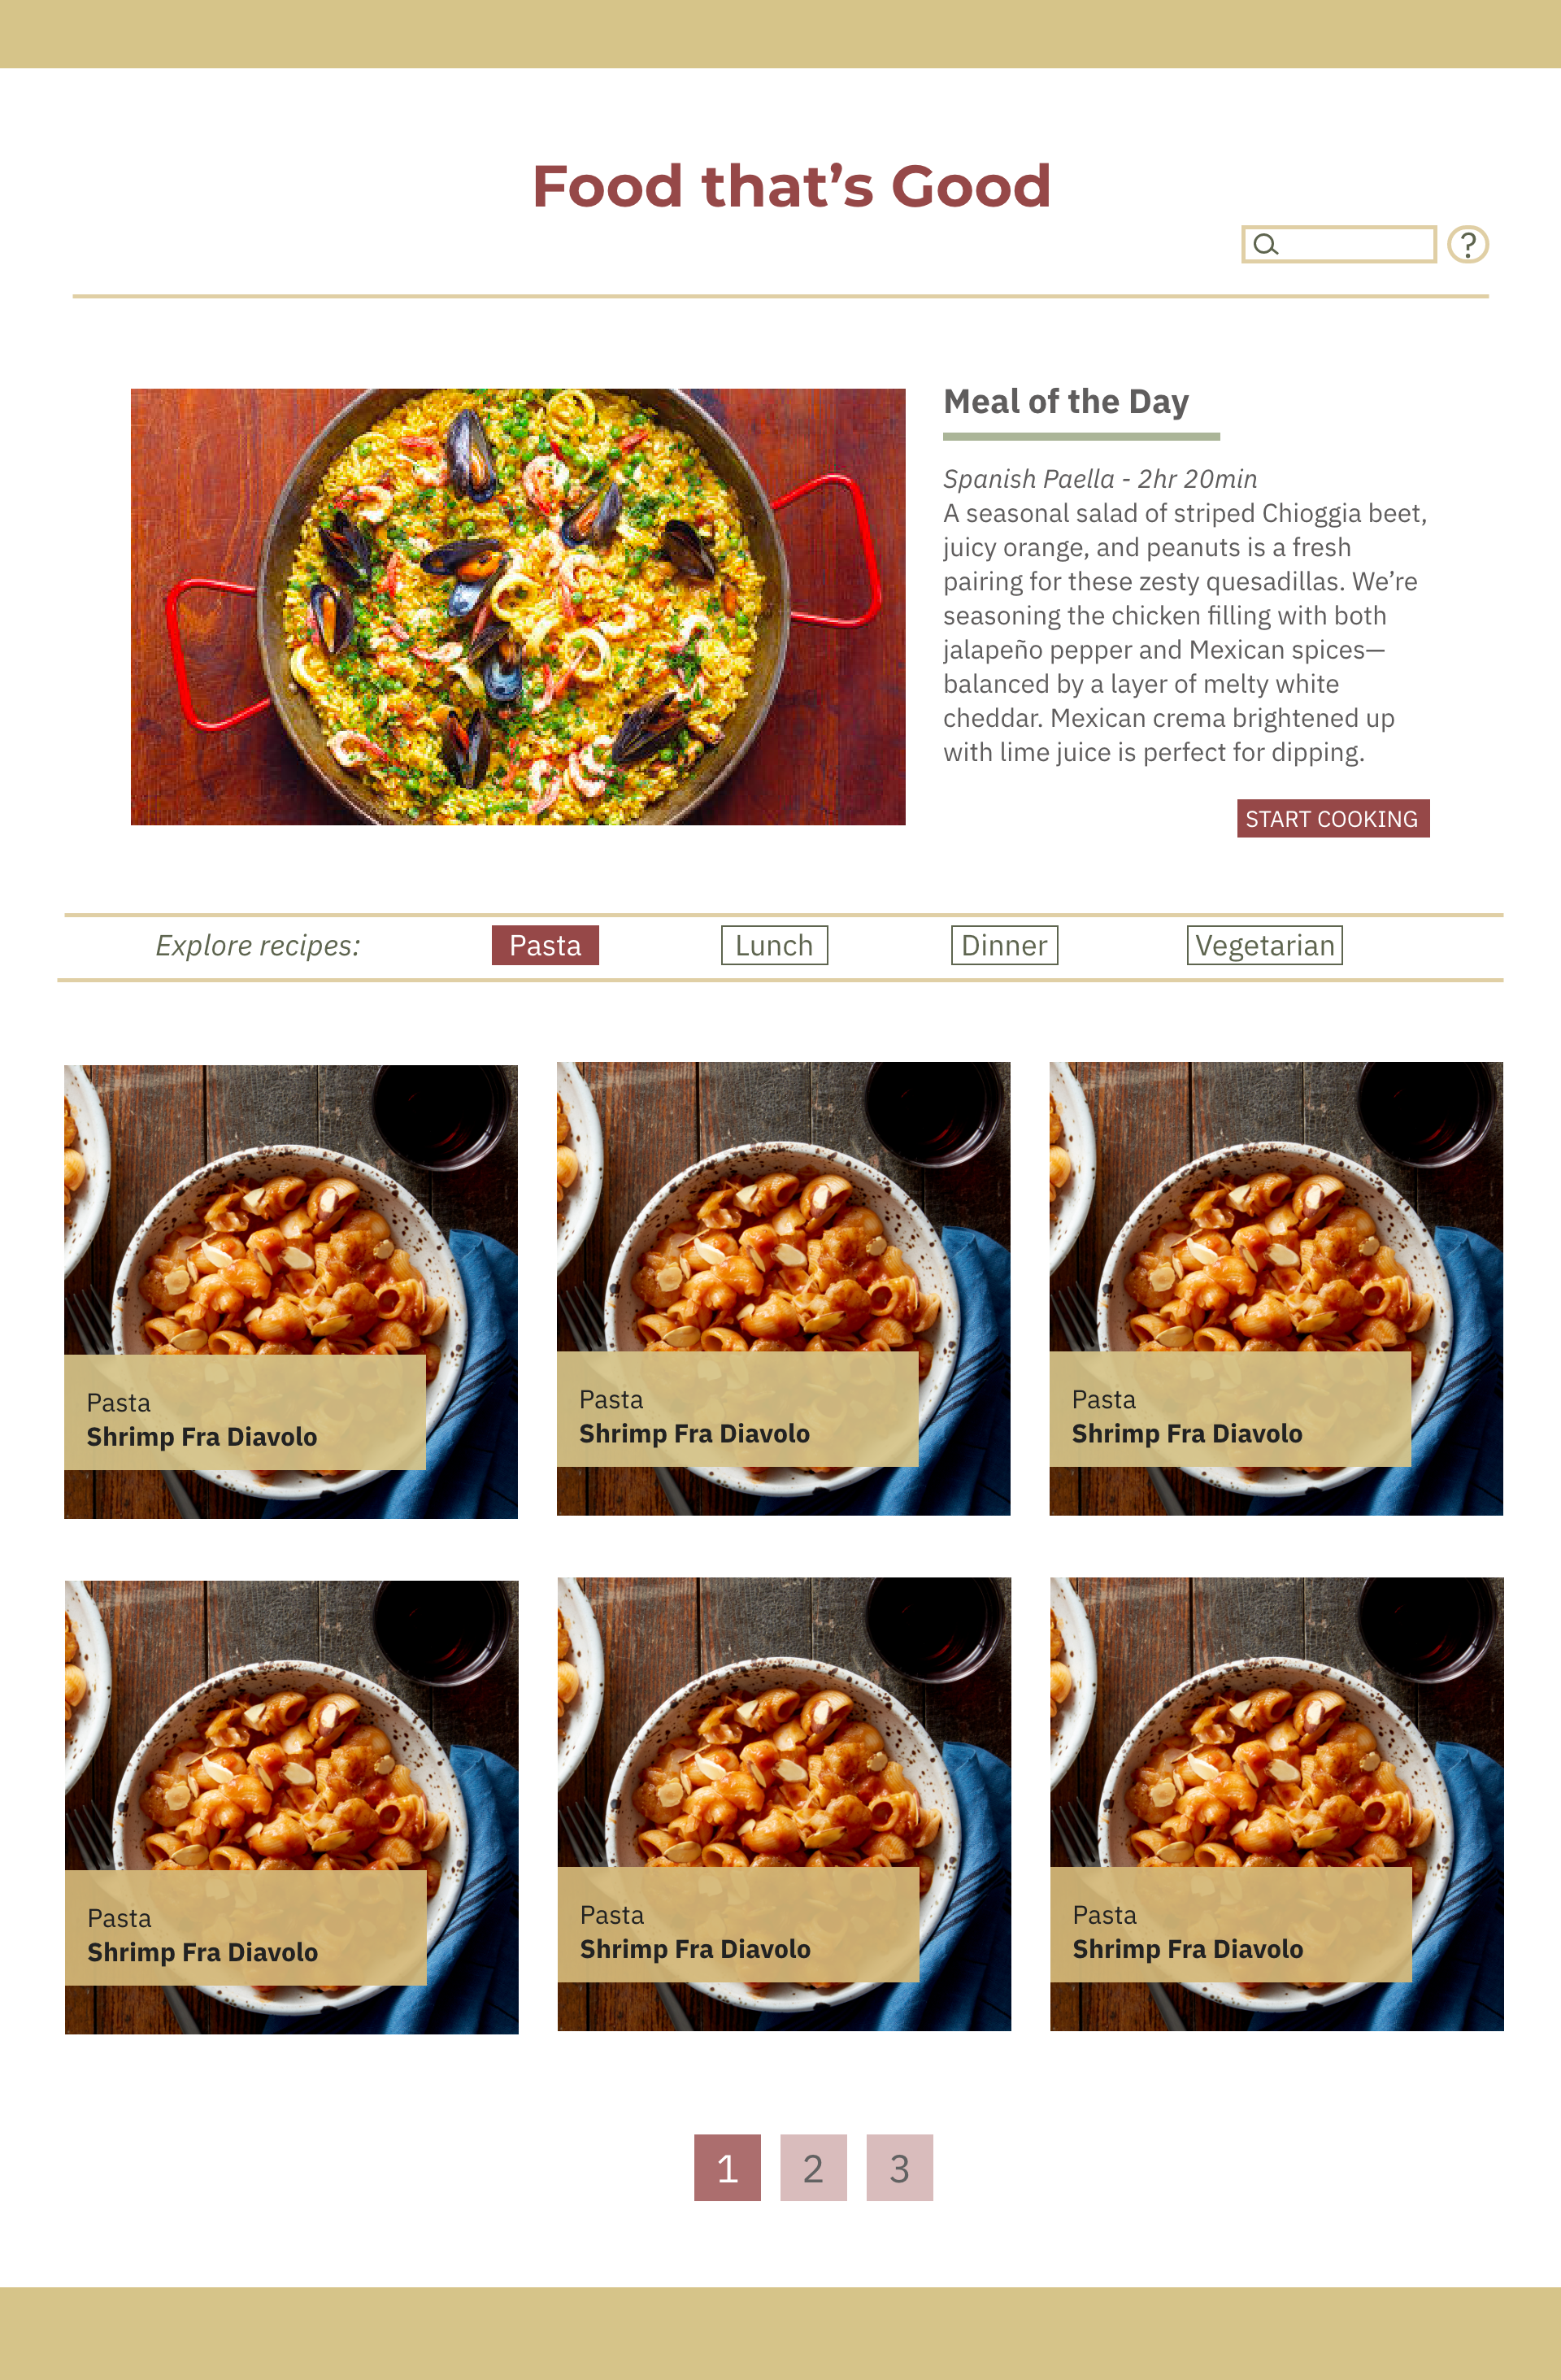 Food that’s Good
?
Meal of the Day
Spanish Paella - 2hr 20min
A seasonal salad of striped Chioggia beet,
juicy orange, and peanuts is a fresh
pairing for these zesty quesadillas. We’re
seasoning the chicken filling with both
jalapeño pepper and Mexican spices—
balanced by a layer of melty white
cheddar. Mexican crema brightened up
with lime juice is perfect for dipping.
START COOKING
Explore recipes:
Pasta
Lunch
Dinner
Vegetarian
Pasta
Shrimp Fra Diavolo
Pasta
Shrimp Fra Diavolo
Pasta
Shrimp Fra Diavolo
Pasta
Shrimp Fra Diavolo
Pasta
Shrimp Fra Diavolo
Pasta
Shrimp Fra Diavolo
1
2
3